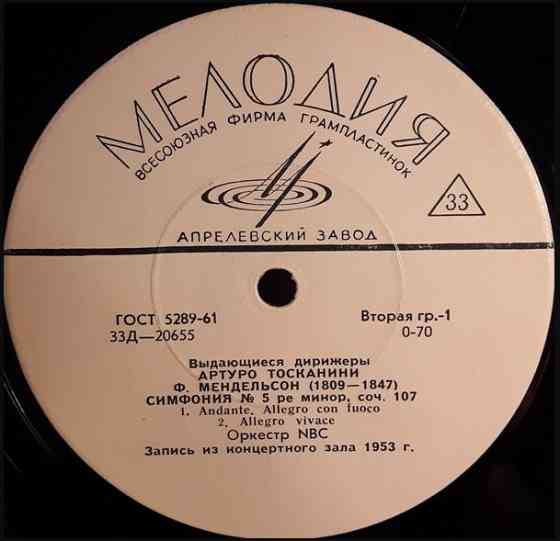 МЕЛОДИЯ
ВСЕСОЮЗНАЯ ФИРМА ГРАМПЛАСТИНОК
33
АПРЕЛЕВСКИЙ ЗАВОД
ГОСТ 5289-61
Вторая гр.-1
33Д—20655
0-70
Выдающиеся дирижеры
АРТУРО ТОСКАНИНИ
Ф. МЕНДЕЛЬСОН (1809—1847)
СИМФОНИЯ № 5 ре минор, соч. 107
1. Andante, Allegro con fuoco
2. Allegro vivace
Оркестр NBC
Запись из концертного зала 1953 г.